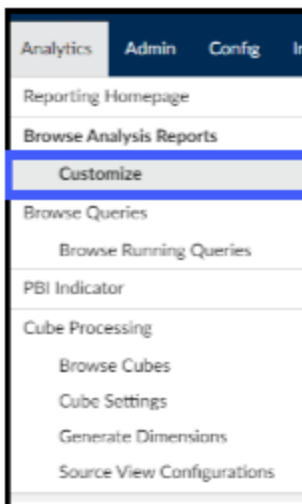 Analytics Admin Config
Reporting Homepage
Browse Analysis Reports
Customize
Browse Queries
Browse Running Queries
PBI Indicator
Cube Processing
Browse Cubes
Cube Settings
Generate Dimensions
Source View Configurations